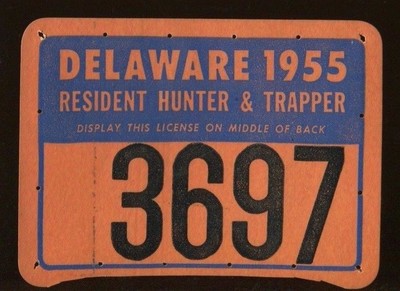 DELAWARE 1955
RESIDENT HUNTER & TRAPPER
DISPLAY THIS LICENSE ON MIDDLE OF BACK
3697